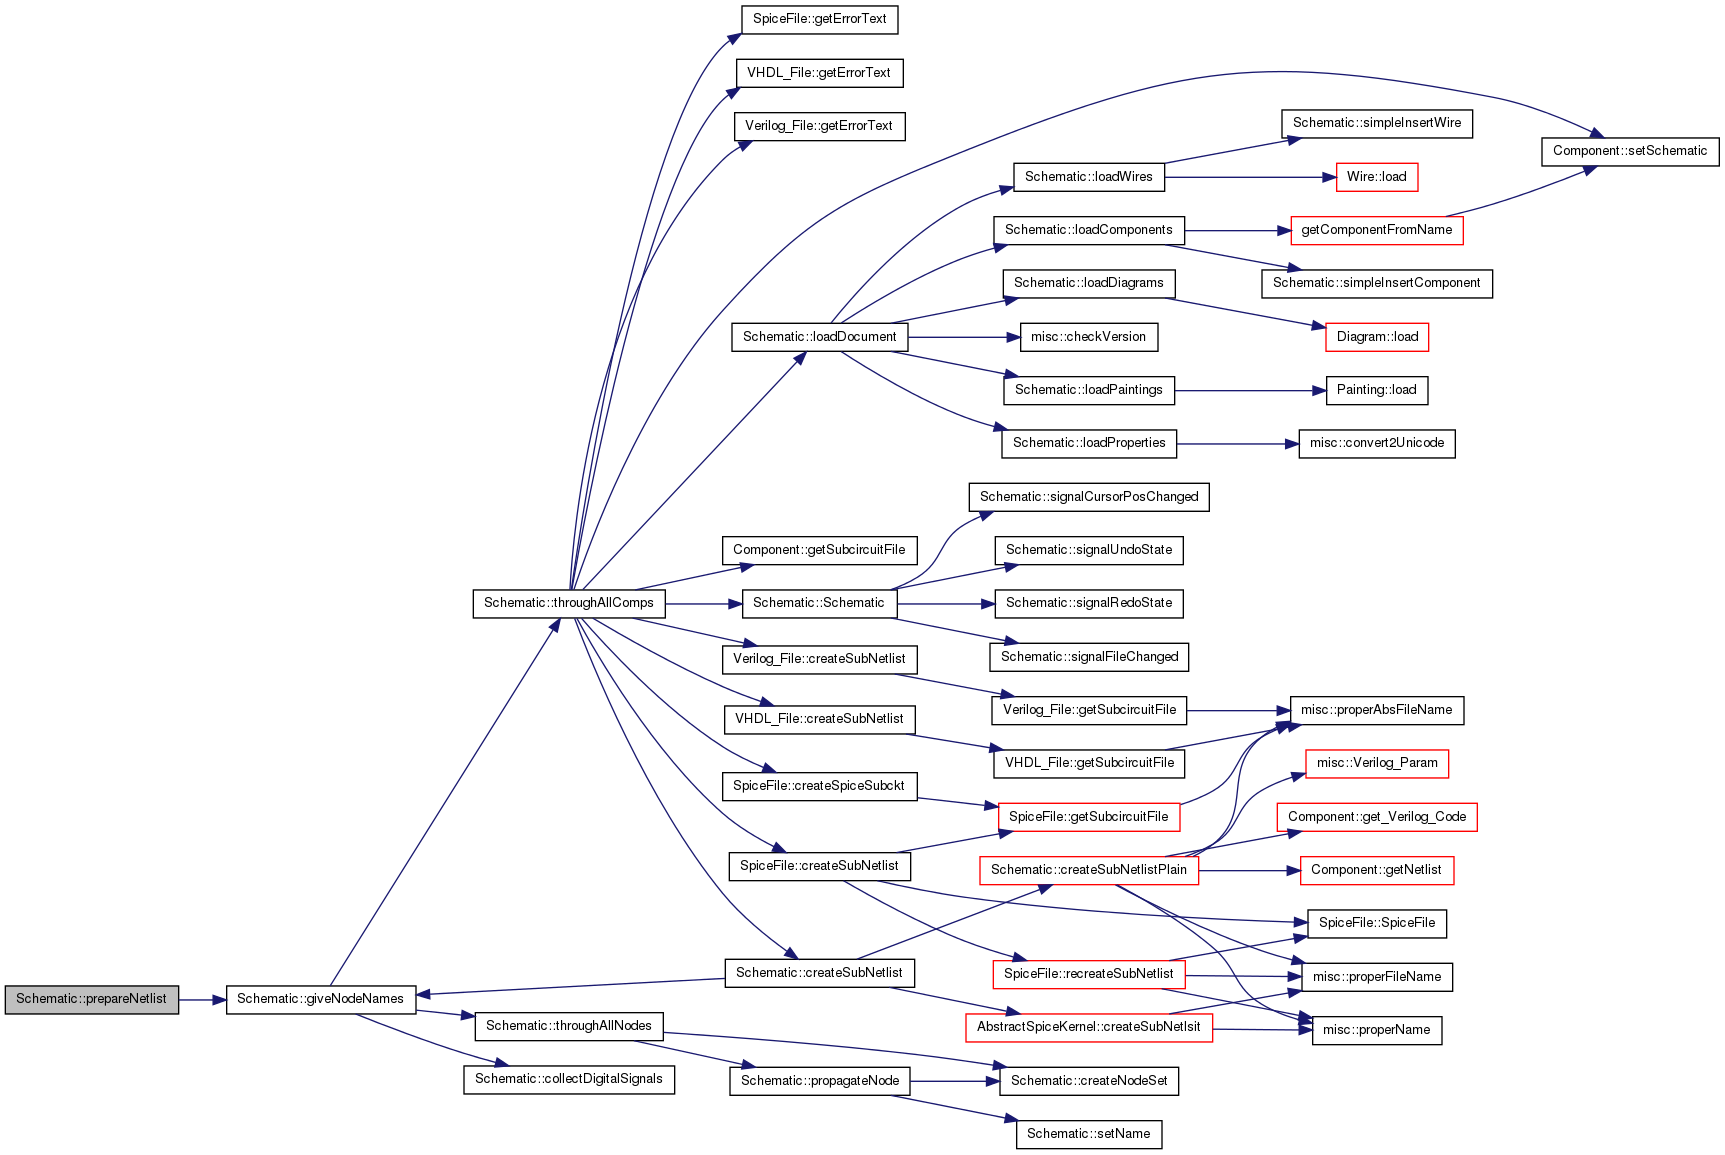 SpiceFile::getErrorText
VHDL_File::getErrorText
Verilog_File::getErrorText
Schematic::simpleInsertWire
Component::setSchematic
Schematic::loadWires
Wire::load
Schematic::loadComponents
getComponentFromName
Schematic::loadDiagrams
Schematic::simpleInsertComponent
Schematic::loadDocument
misc::checkVersion
Diagram::load
Schematic::loadPaintings
Painting::load
Schematic::loadProperties
misc::convert2Unicode
Schematic::signalCursorPosChanged
Component::getSubcircuitFile
Schematic::signalUndoState
Schematic::throughAllComps
Schematic::Schematic
Schematic::signalRedoState
Verilog_File::createSubNetlist
Schematic::signalFileChanged
VHDL_File::createSubNetlist
Verilog_File::getSubcircuitFile
misc::properAbsFileName
VHDL_File::getSubcircuitFile
misc::Verilog_Param
SpiceFile::createSpiceSubckt
SpiceFile::getSubcircuitFile
Component::get_Verilog_Code
SpiceFile::createSubNetlist
Schematic::createSubNetlistPlain
Component::getNetlist
SpiceFile::SpiceFile
Schematic::createSubNetlist
SpiceFile::recreateSubNetlist
misc::properFileName
Schematic::prepareNetlist
Schematic::giveNodeNames
Schematic::throughAllNodes
AbstractSpiceKernel::createSubNetlsit
misc::properName
Schematic::collectDigitalSignals
Schematic::propagateNode
Schematic::createNodeSet
Schematic::setName